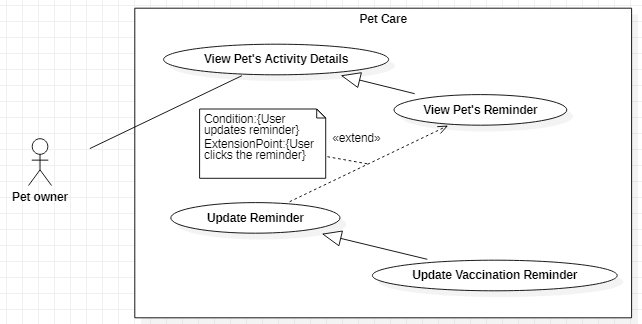 Pet Care
View Pet's Activity Details
View Pet's Reminder
Condition:{User
updates reminder}
ExtensionPoint:{User
clicks the reminder}
«extend»
Pet owner
Update Reminder
Update Vaccination Reminder